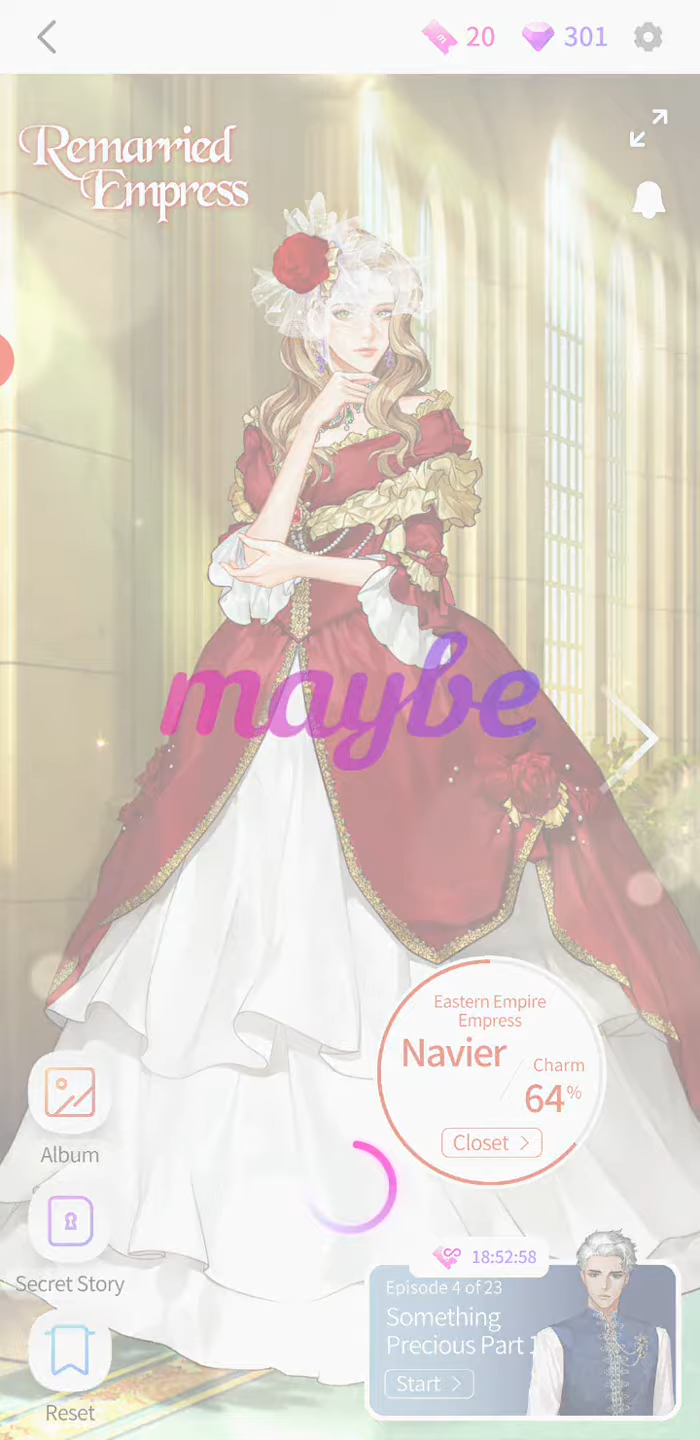 20
301
Remarried
Empress
maybe
Eastern Empire
Empress
Navier
Charm
64%
Closet >
Album
Secret Story
Reset
18:52:58
Episode 4 of 23
Something
Precious Part 1
Start >